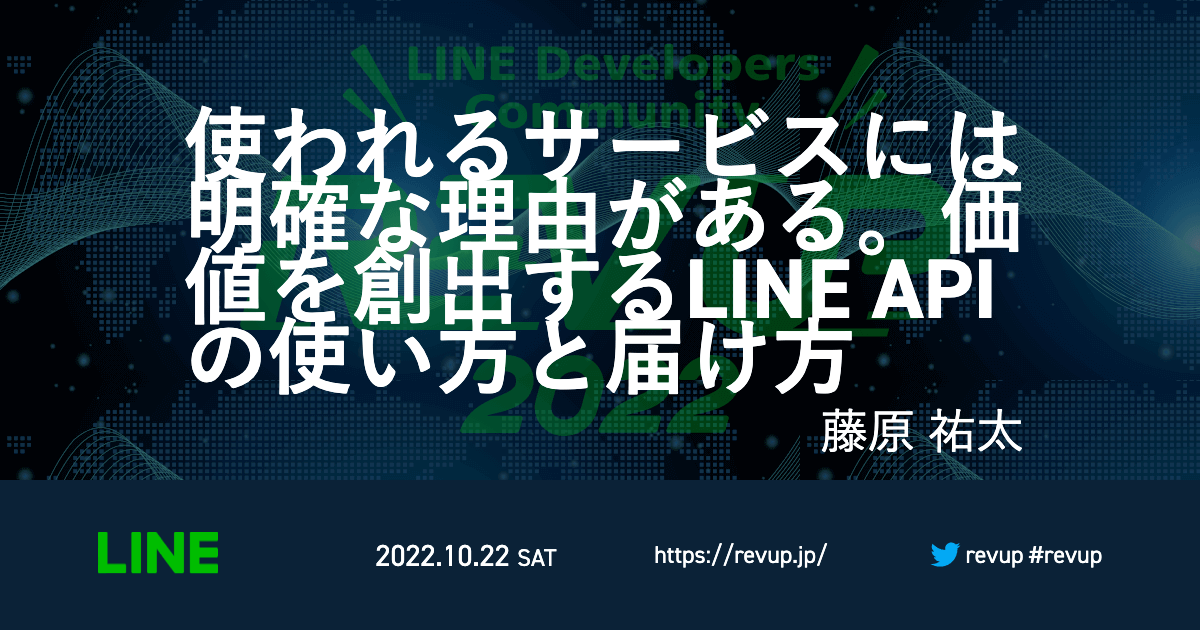 LINE Developers
Community
使われるサービスには
明確な理由がある。価
値を創出するLINE API
の使い方と届け方
2022
藤原 祐太
LINE
2022.10.22 SAT
https://revup.jp/
revup #revup